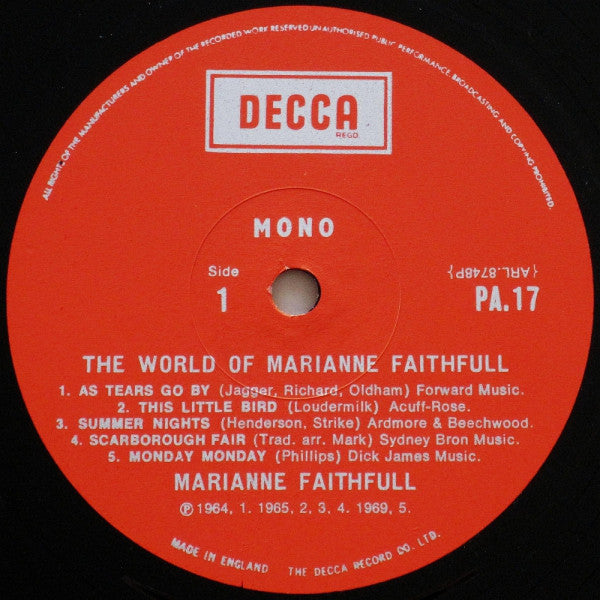 ALL RIGHTS OF THE MANUFACTURERS AND OWNER OF THE RECORDED WORK RESERVED UNAUTHORISED PUBLIC PERFORMANCE, BROADCASTING AND COPYING PROHIBITED.
DECCA
REGD.
MONO
Side
1
{ARL.8748P}
PA.17
THE WORLD OF MARIANNE FAITHFULL
1. AS TEARS GO BY (Jagger, Richard, Oldham) Forward Music.
2. THIS LITTLE BIRD (Loudermilk) Acuff-Rose.
3. SUMMER NIGHTS (Henderson, Strike) Ardmore & Beechwood.
4. SCARBOROUGH FAIR (Trad. arr. Mark) Sydney Bron Music.
5. MONDAY MONDAY (Phillips) Dick James Music.
MARIANNE FAITHFULL
℗ 1964, 1. 1965, 2, 3, 4. 1969, 5.
MADE IN ENGLAND THE DECCA RECORD CO. LTD.